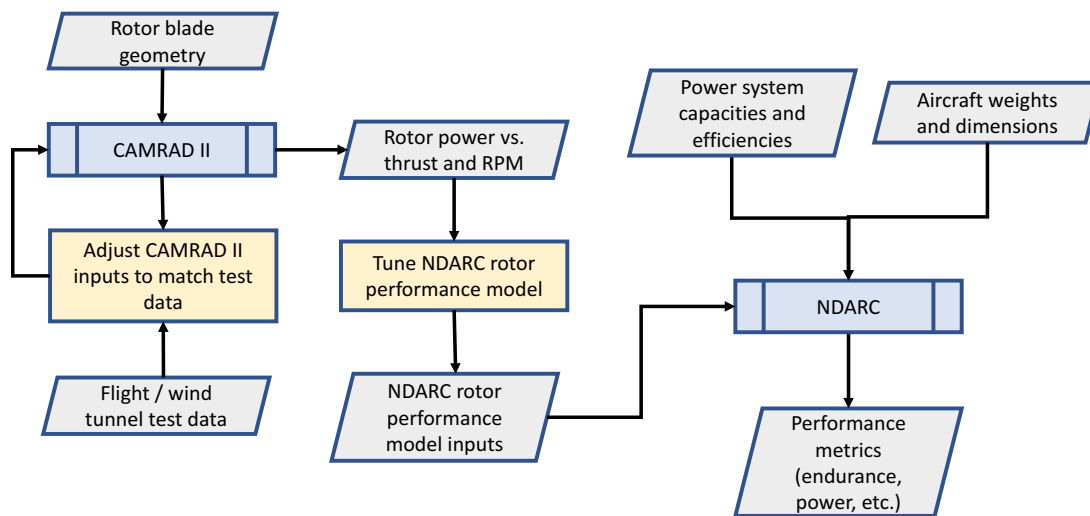 Rotor blade
geometry
CAMRAD II
Adjust CAMRAD II
inputs to match test
data
Flight / wind
tunnel test data
Rotor power vs.
thrust and RPM
Tune NDARC rotor
performance model
NDARC rotor
performance
model inputs
Power system
capacities and
efficiencies
Aircraft weights
and dimensions
NDARC
Performance
metrics
(endurance,
power, etc.)